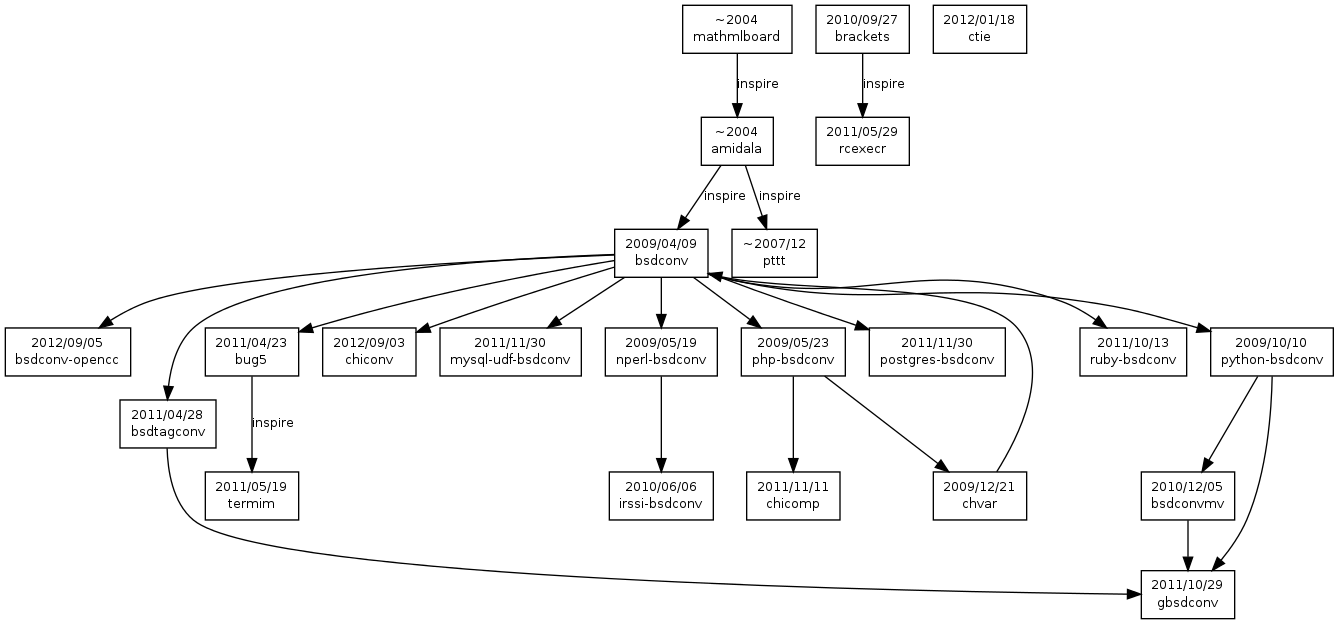 ~2004
mathmlboard
2010/09/27
brackets
2012/01/18
ctie
inspire
inspire
~2004
amidala
2011/05/29
rcexecr
inspire
inspire
2009/04/09
bsdconv
~2007/12
pttt
2012/09/05
bsdconv-opencc
2011/04/23
bug5
2012/09/03
chiconv
2011/11/30
mysql-udf-bsdconv
2009/05/19
nperl-bsdconv
2009/05/23
php-bsdconv
2011/11/30
postgres-bsdconv
2011/10/13
ruby-bsdconv
2009/10/10
python-bsdconv
2011/04/28
bsdtagconv
inspire
2011/05/19
termim
2010/06/06
irssi-bsdconv
2011/11/11
chicomp
2009/12/21
chvar
2010/12/05
bsdconvmv
2011/10/29
gbsdconv